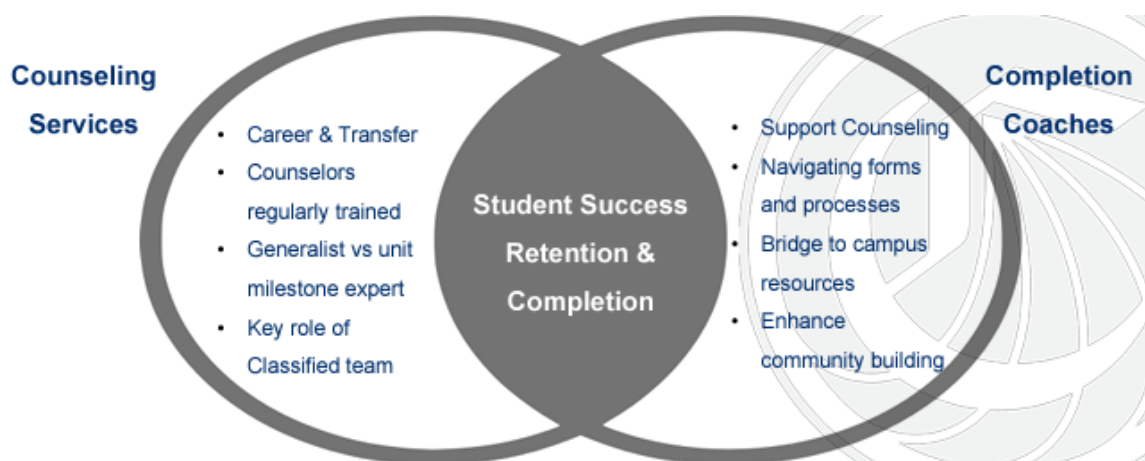 Counseling
Services
• Career & Transfer
• Counselors
regularly trained
• Generalist vs unit
milestone expert
• Key role of
Classified team
Student Success
Retention &
Completion
Completion
Coaches
• Support Counseling
• Navigating forms
and processes
• Bridge to campus
resources
• Enhance
community building